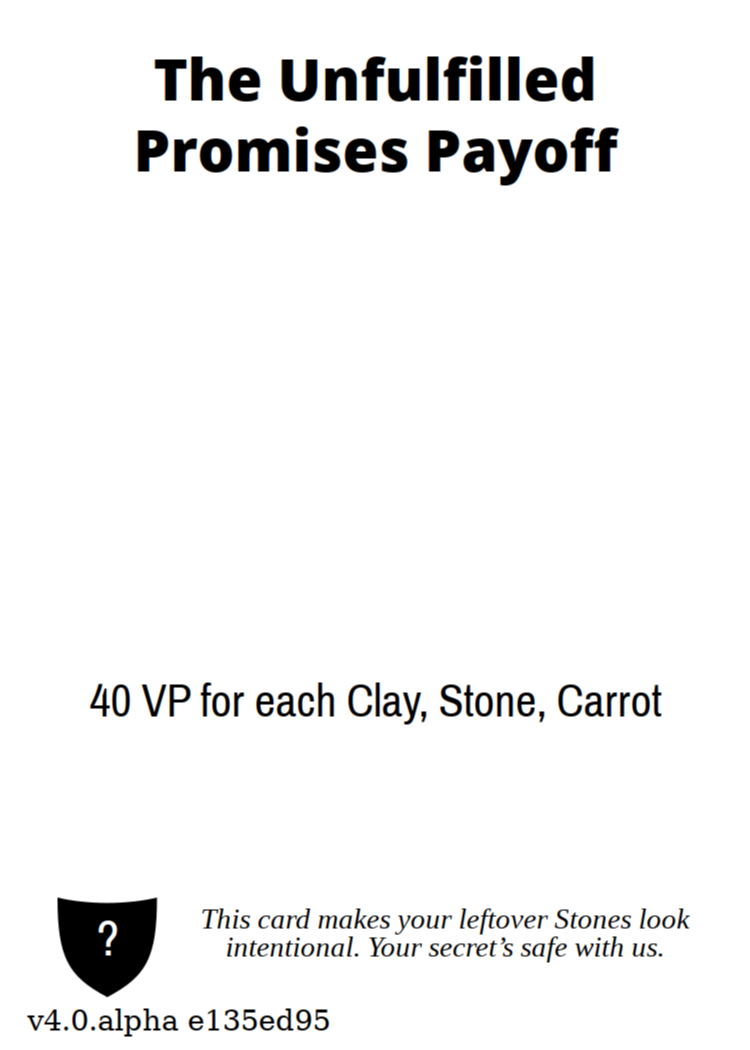 The Unfulfilled
Promises Payoff
40 VP for each Clay, Stone, Carrot
?
This card makes your leftover Stones look
intentional. Your secret’s safe with us.
v4.0.alpha e135ed95